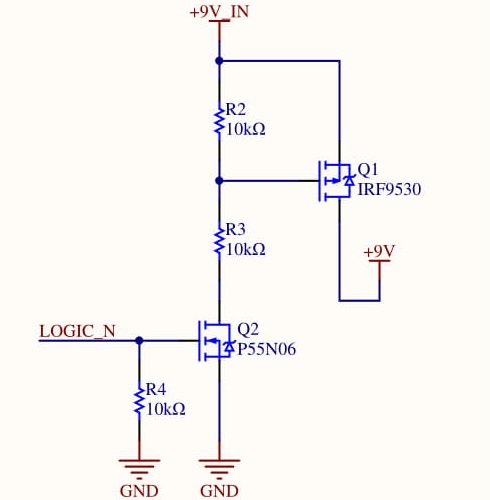 +9V_IN
R2
10kΩ
Q1
IRF9530
R3
10kΩ
+9V
LOGIC_N
Q2
P55N06
R4
10kΩ
GND
GND